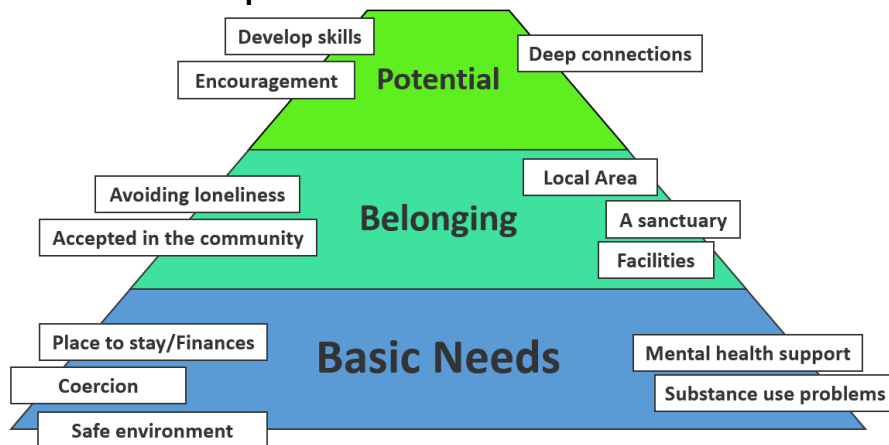 Develop skills
Deep connections
Encouragement
Potential
Local Area
Avoiding loneliness
Belonging
A sanctuary
Accepted in the community
Facilities
Place to stay/Finances
Basic Needs
Mental health support
Coercion
Substance use problems
Safe environment